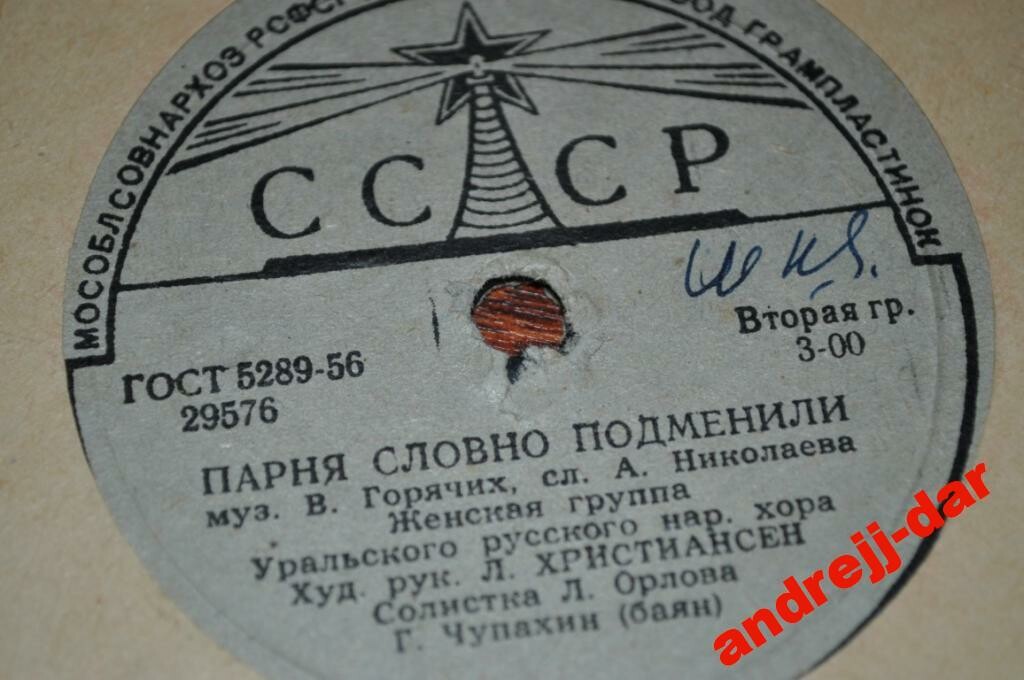 МОСОБЛСОВНАРХОЗ РСФСР
ЗАВОД ГРАМПЛАСТИНОК
СССР
Вторая гр.
3-00
ГОСТ 5289-56
29576
ПАРНЯ СЛОВНО ПОДМЕНИЛИ
муз. В. Горячих, сл. А. Николаева
Женская группа
Уральского русского нар. хора
Худ. рук. Л. ХРИСТИАНСЕН
Солистка Л. Орлова
Г. Чупахин (баян)
andrejj-dar